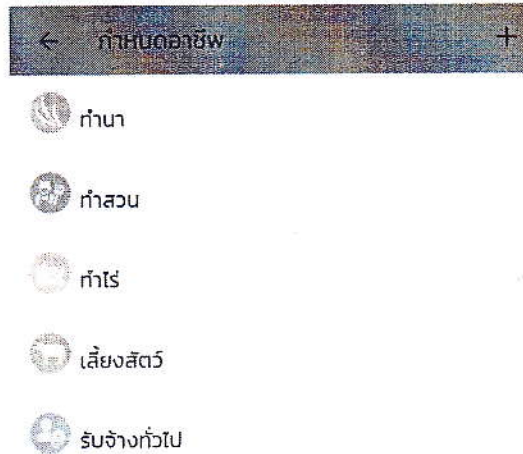 กำหนดอาชีพ
ทำนา
ทำสวน
ทำไร่
เลี้ยงสัตว์
รับจ้างทั่วไป